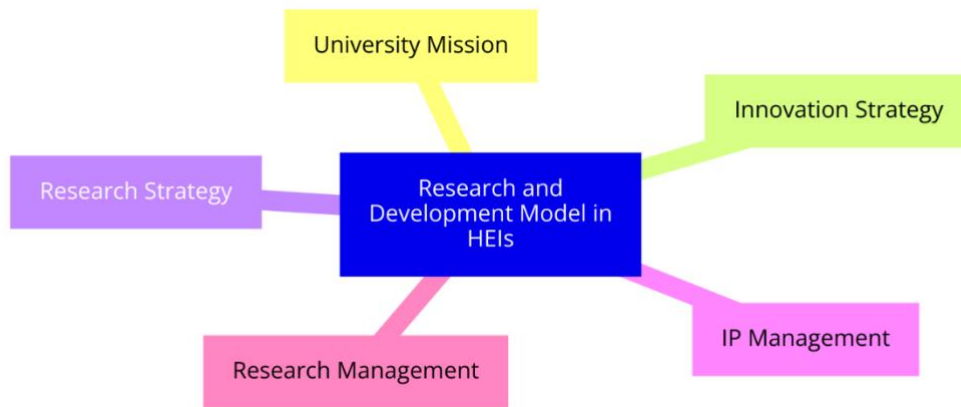 University Mission
Innovation Strategy
Research Strategy
Research and
Development Model in
HEIs
IP Management
Research Management